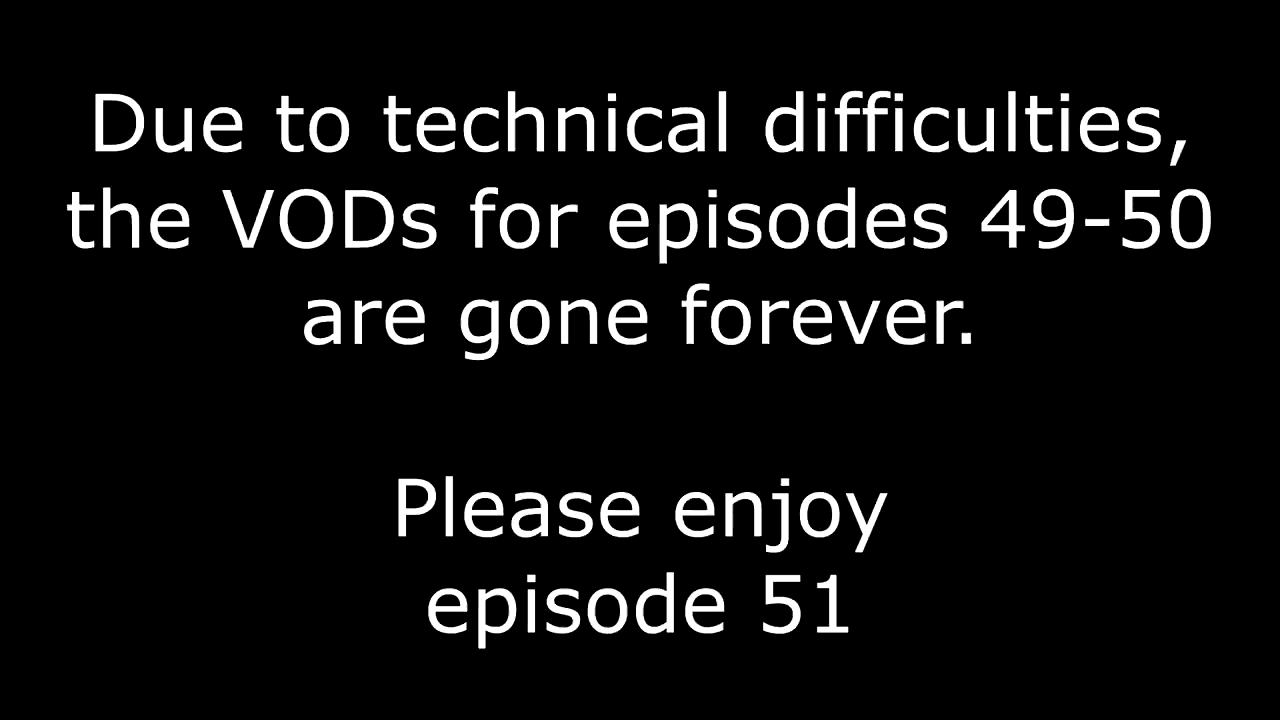 Due to technical difficulties,
the VODs for episodes 49-50
are gone forever.
Please enjoy
episode 51